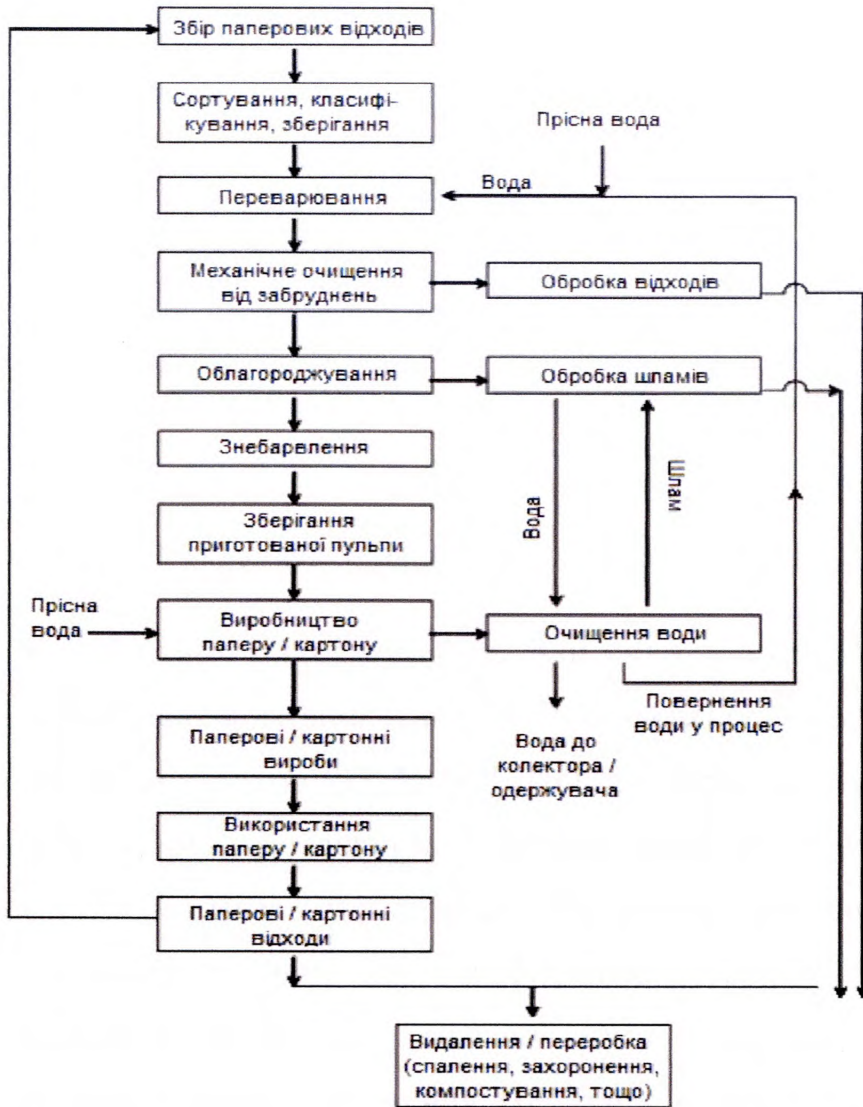 Збір паперових відходів
Сортування, класифі-
кування, зберігання
Прісна вода
Вода
Переварювання
Механічне очищення
від забруднень
Обробка відходів
Облагороджування
Обробка шламів
Знебарвлення
Вода
Шлам
Зберігання
приготованої пульпи
Прісна
вода
Виробництво
паперу / картону
Очищення води
Повернення
води у процес
Вода до
колектора /
одержувача
Паперові / картонні
вироби
Використання
паперу / картону
Паперові / картонні
відходи
Видалення / переробка
(спалення, захоронення,
компостування, тощо)